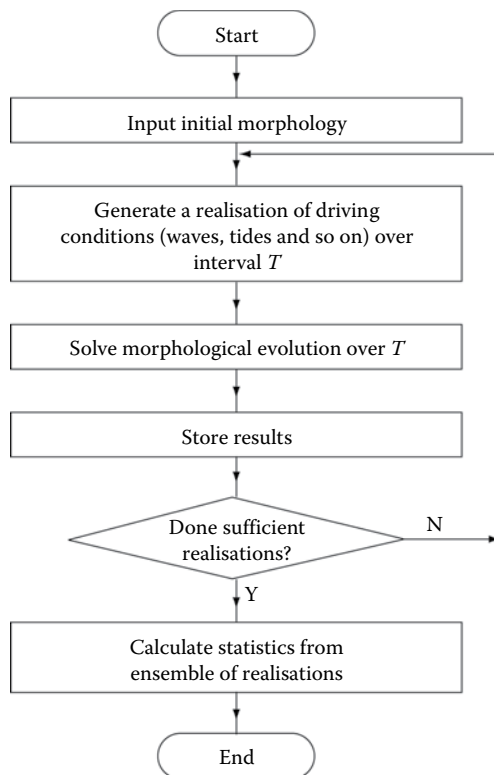 Start
Input initial morphology
Generate a realisation of driving
conditions (waves, tides and so on) over
interval T
Solve morphological evolution over T
Store results
Done sufficient
realisations?
N
Y
Calculate statistics from
ensemble of realisations
End